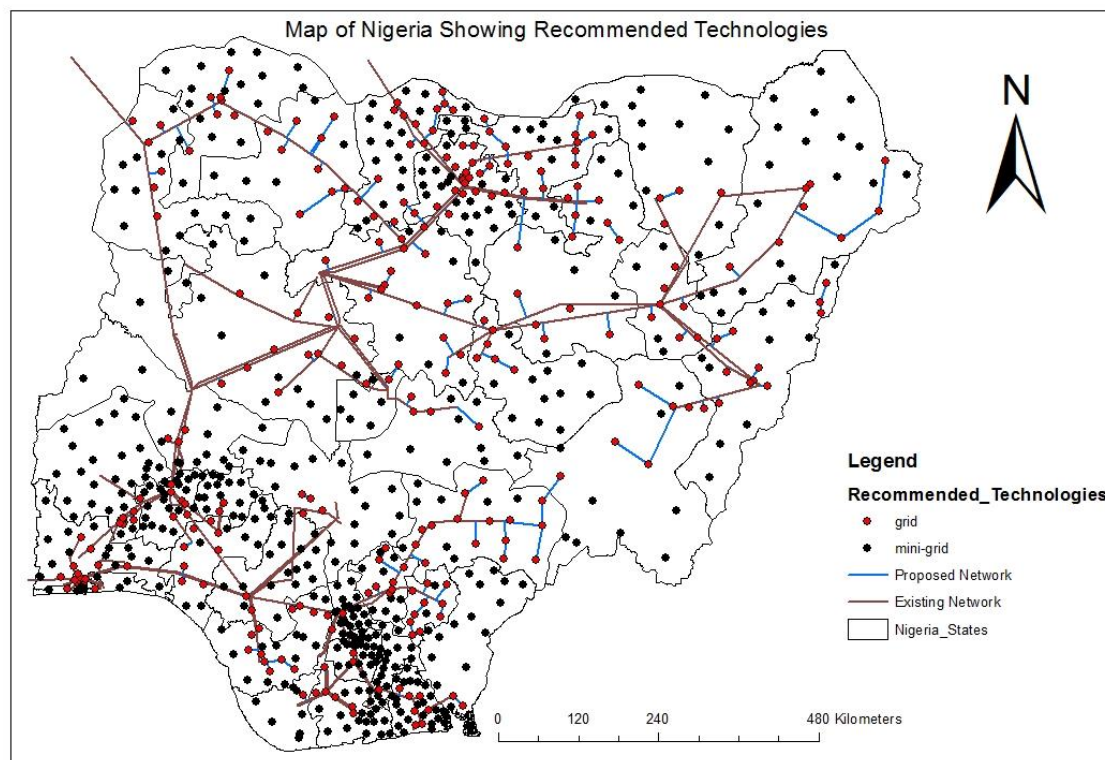 Map of Nigeria Showing Recommended Technologies
N
Legend
Recommended_Technologies
grid
mini-grid
Proposed Network
Existing Network
Nigeria_States
0 120 240 480 Kilometers